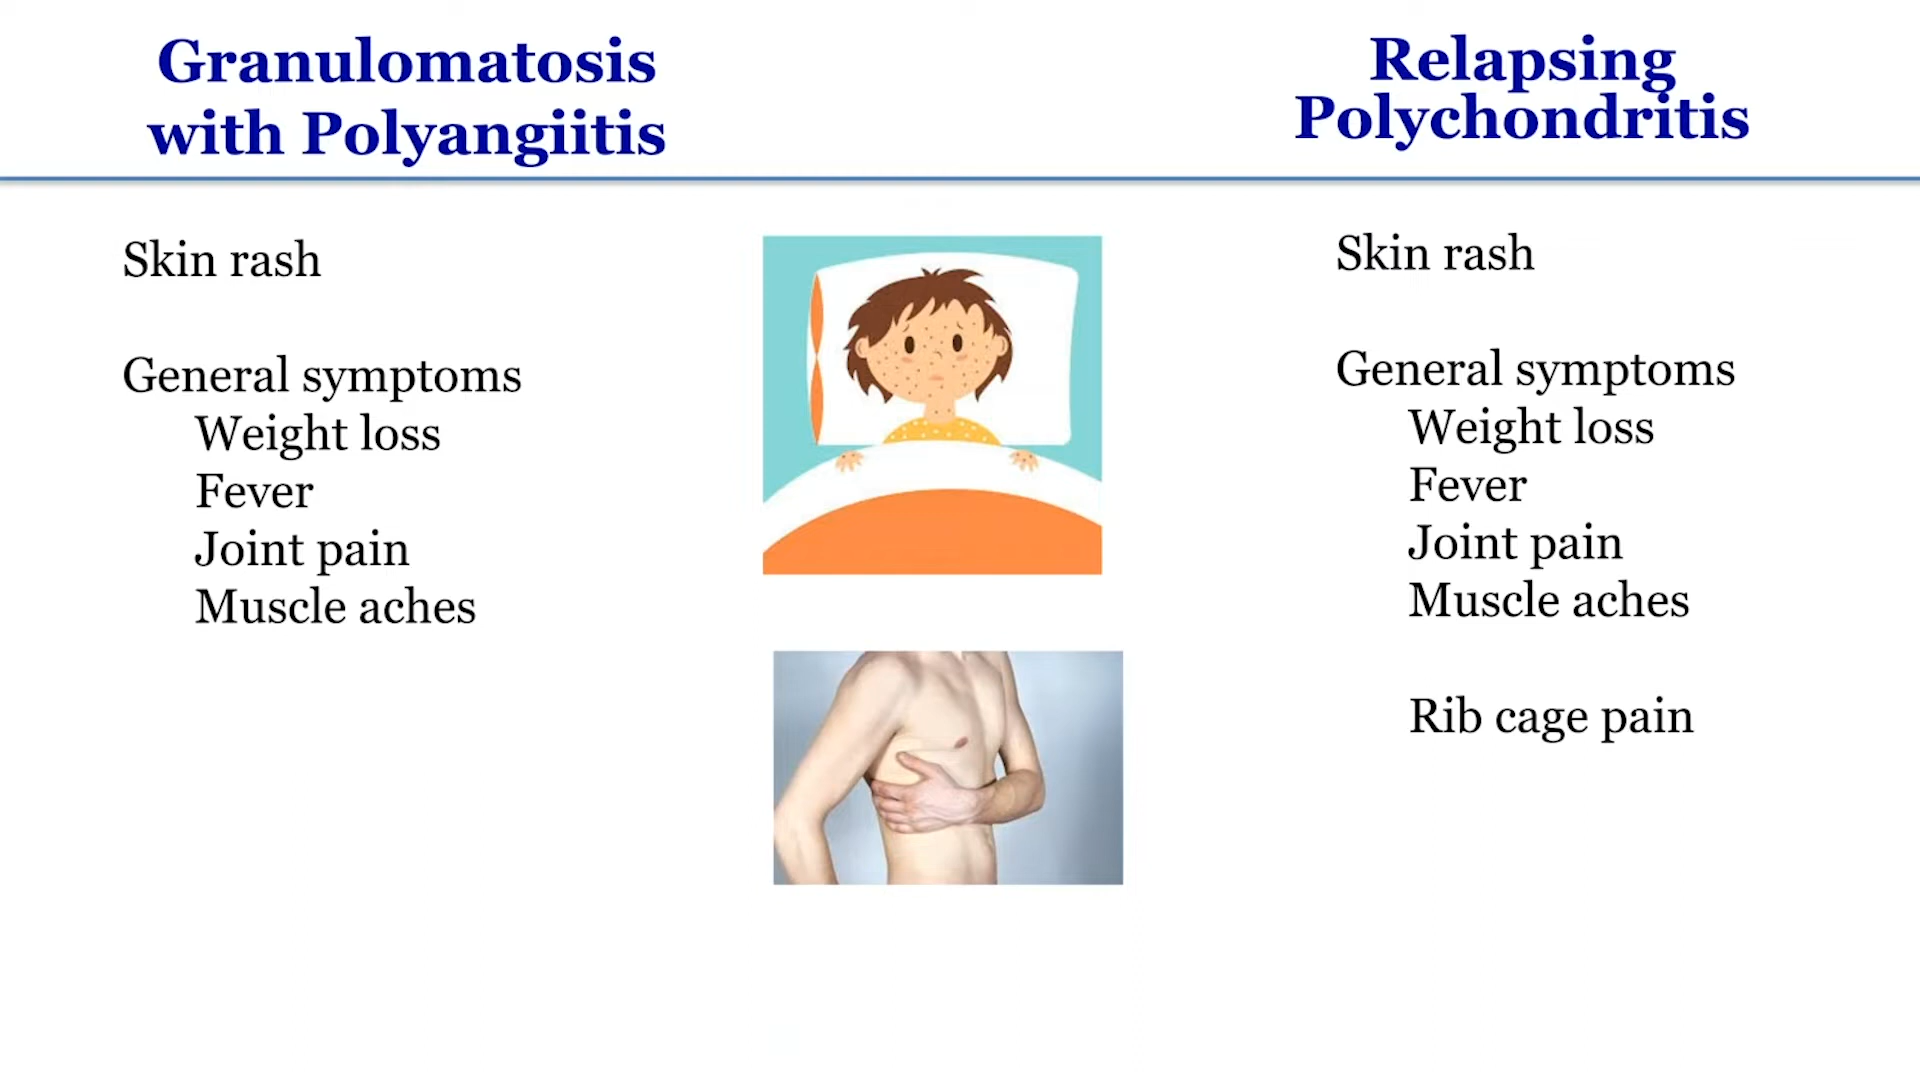 Granulomatosis
with Polyangiitis
Skin rash
General symptoms
Weight loss
Fever
Joint pain
Muscle aches
Relapsing
Polychondritis
Skin rash
General symptoms
Weight loss
Fever
Joint pain
Muscle aches
Rib cage pain